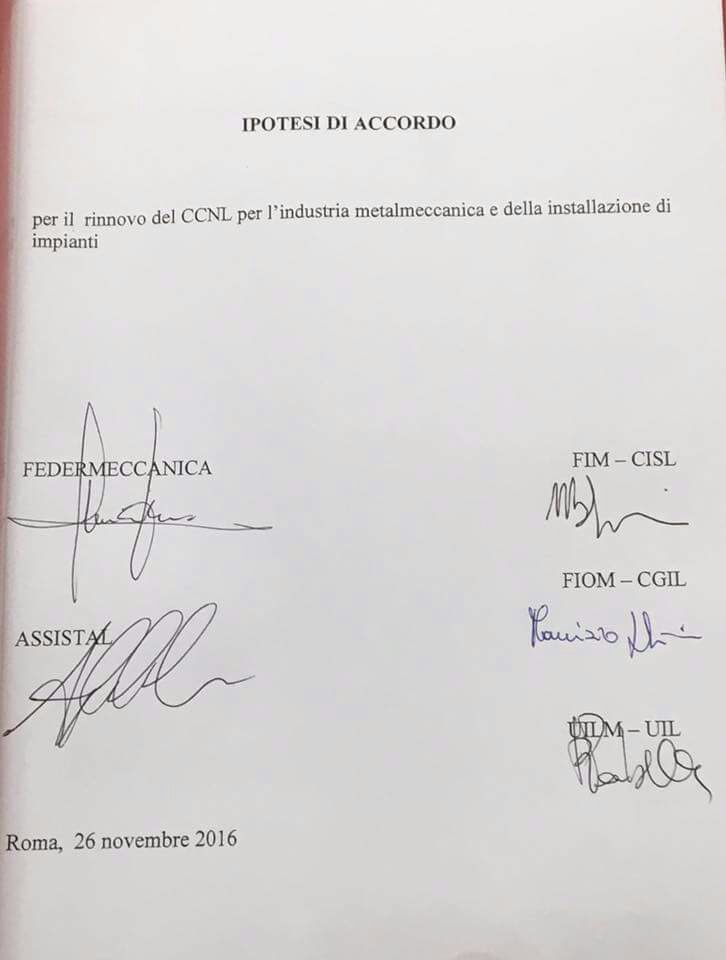 IPOTESI DI ACCORDO
per il rinnovo del CCNL per l'industria metalmeccanica e della installazione di
impianti
FEDERMECCANICA
FIM – CISL
FIOM – CGIL
Maurizio
ASSISTAL
UILM – UIL
Roma, 26 novembre 2016